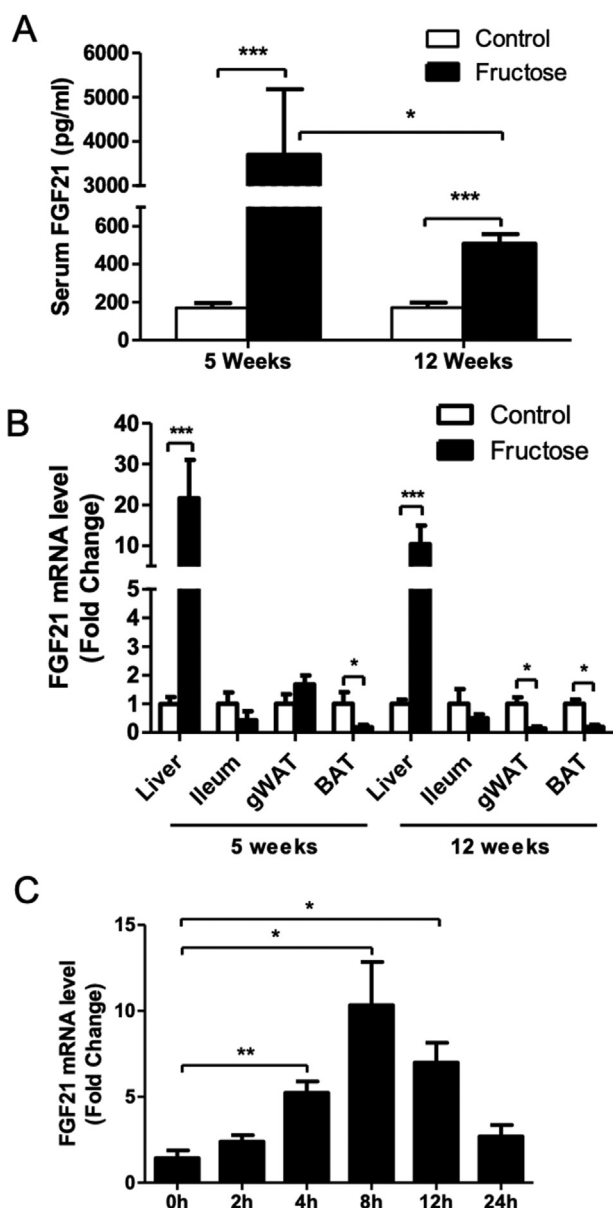 A
Control
Fructose
Serum FGF21 (pg/ml)
6000
5000
4000
3000
600
400
200
0
***
*
***
5 Weeks 12 Weeks
B
Control
Fructose
FGF21 mRNA level
(Fold Change)
40
30
20
10
5
4
3
2
1
0
***
*
***
*
*
Liver Ileum gWAT BAT Liver Ileum gWAT BAT
5 weeks 12 weeks
C
FGF21 mRNA level
(Fold Change)
15
10
5
0
*
*
**
0h 2h 4h 8h 12h 24h